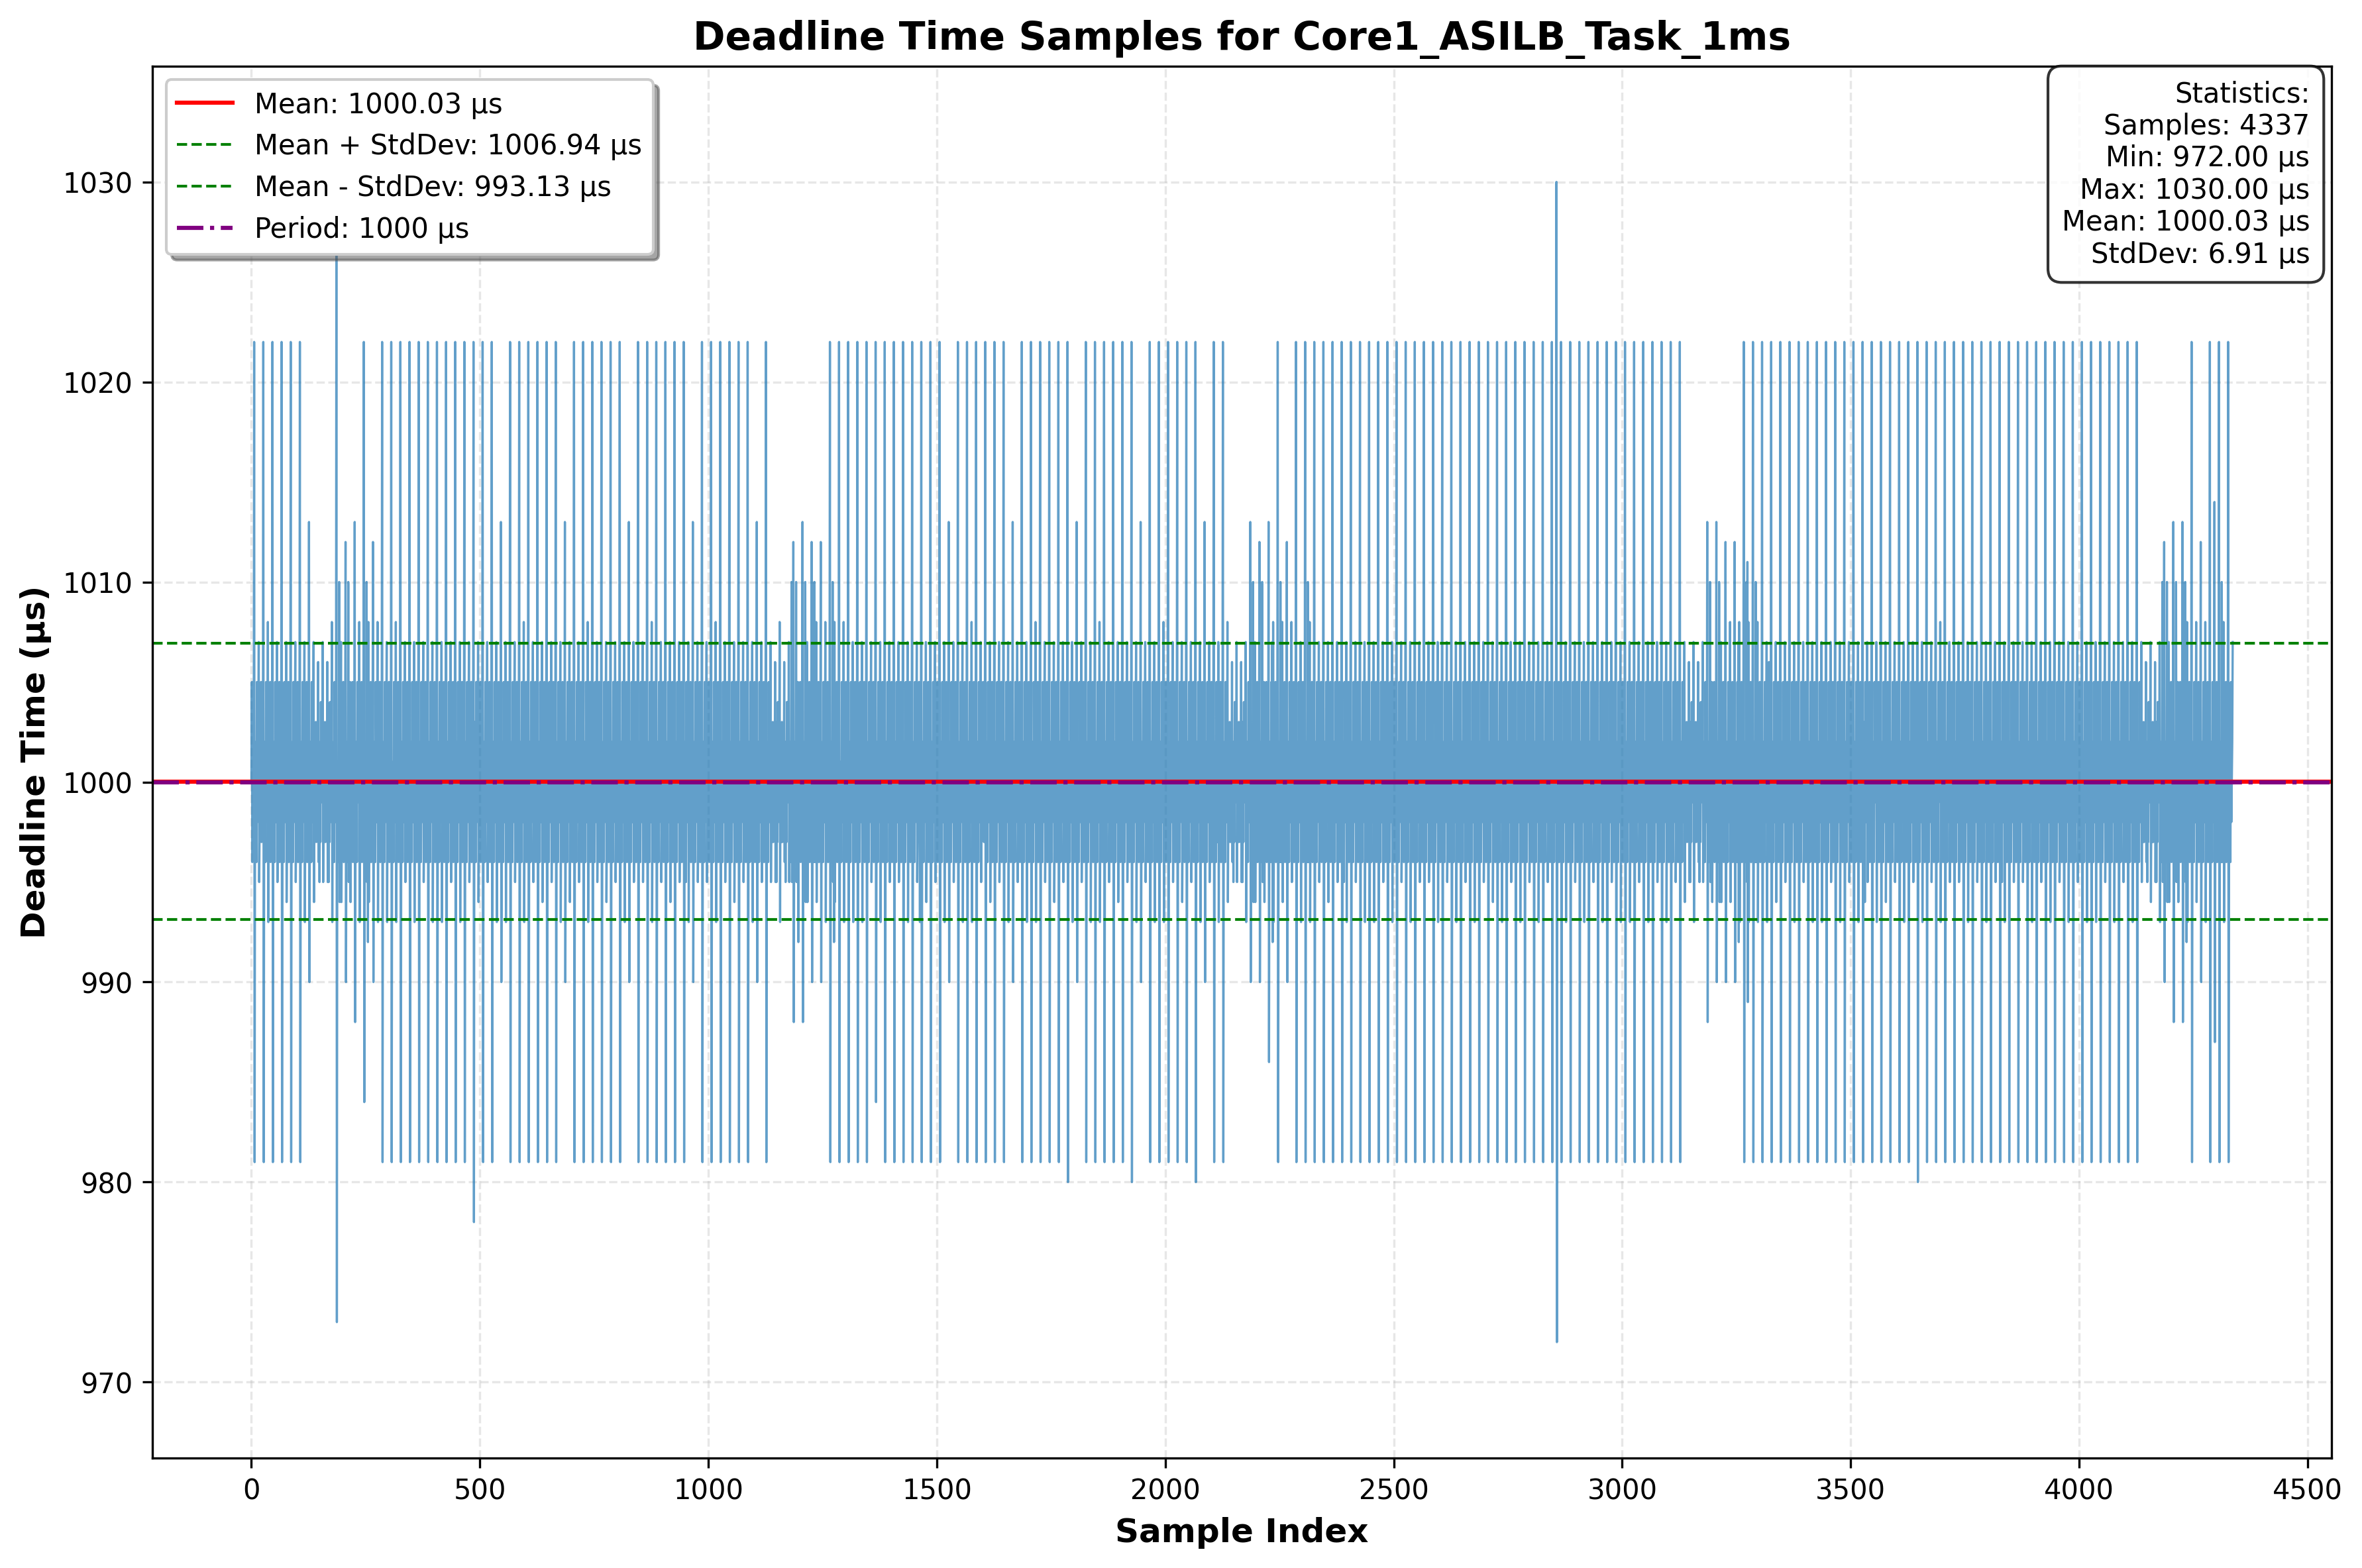 Deadline Time Samples for Core1_ASILB_Task_1ms
Mean: 1000.03 µs
Mean + StdDev: 1006.94 µs
Mean - StdDev: 993.13 µs
Period: 1000 µs
Statistics:
Samples: 4337
Min: 972.00 µs
Max: 1030.00 µs
Mean: 1000.03 µs
StdDev: 6.91 µs
Deadline Time (µs)
1030
1020
1010
1000
990
980
970
0
500
1000
1500
2000
2500
3000
3500
4000
4500
Sample Index